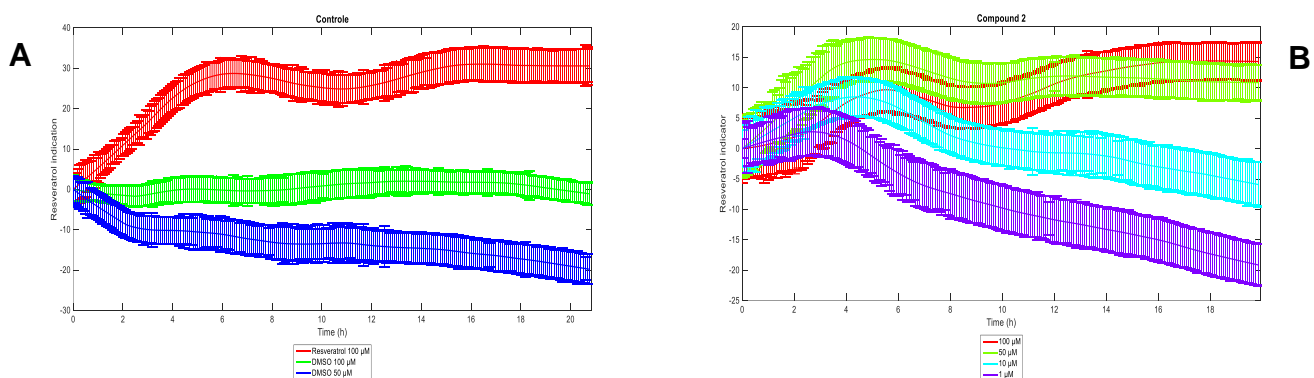 A
Controle
Resveratrol indication
40
30
20
10
0
-10
-20
-30
0 2 4 6 8 10 12 14 16 18 20
Time (h)
Resveratrol 100 µM
DMSO 100 µM
DMSO 50 µM
B
Compound 2
Resveratrol indicator
20
15
10
5
0
-5
-10
-15
-20
-25
0 2 4 6 8 10 12 14 16 18
Time (h)
100 µM
50 µM
10 µM
1 µM